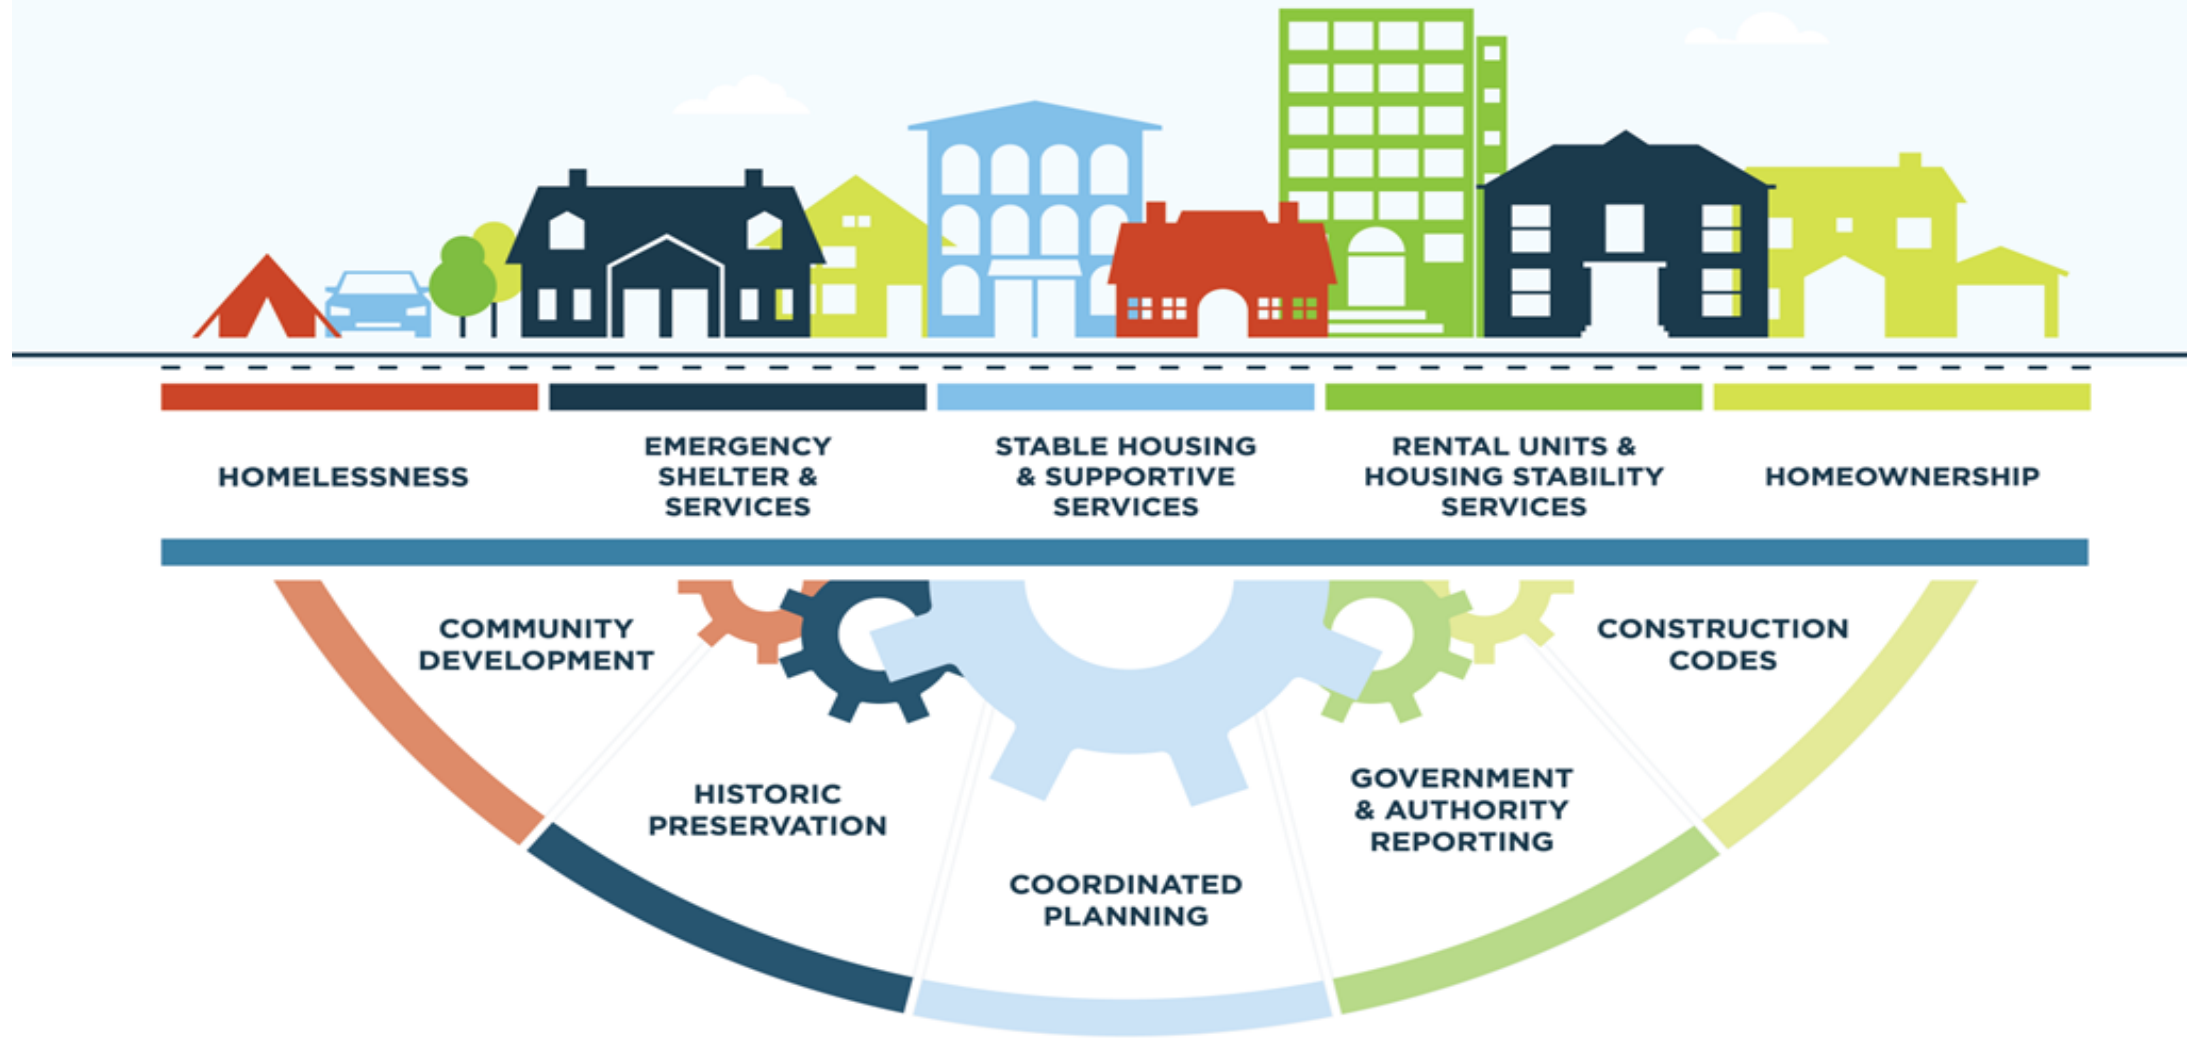 HOMELESSNESS
EMERGENCY
SHELTER &
SERVICES
STABLE HOUSING
& SUPPORTIVE
SERVICES
RENTAL UNITS &
HOUSING STABILITY
SERVICES
HOMEOWNERSHIP
COMMUNITY
DEVELOPMENT
HISTORIC
PRESERVATION
COORDINATED
PLANNING
GOVERNMENT
& AUTHORITY
REPORTING
CONSTRUCTION
CODES